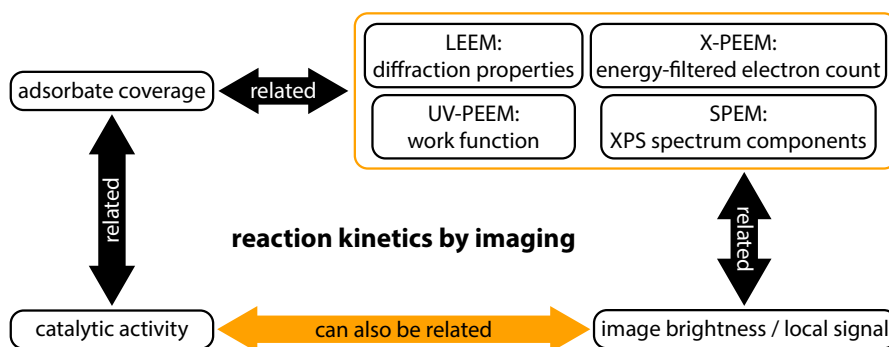 LEEM:
diffraction properties
X-PEEM:
energy-filtered electron count
adsorbate coverage
related
UV-PEEM:
work function
SPEM:
XPS spectrum components
related
related
reaction kinetics by imaging
catalytic activity
can also be related
image brightness / local signal